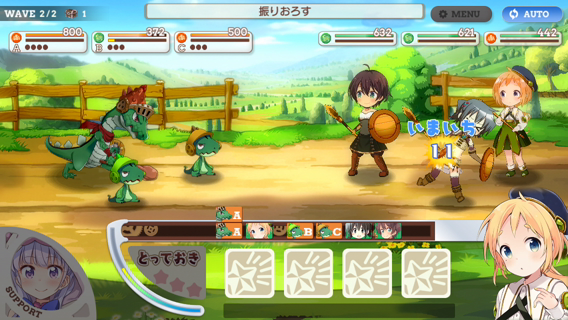 WAVE 2/2 1
振りおろす
MENU
AUTO
800
A
372
B
500
C
632
621
442
いまいち
11
A
A B C
とっておき
SUPPORT